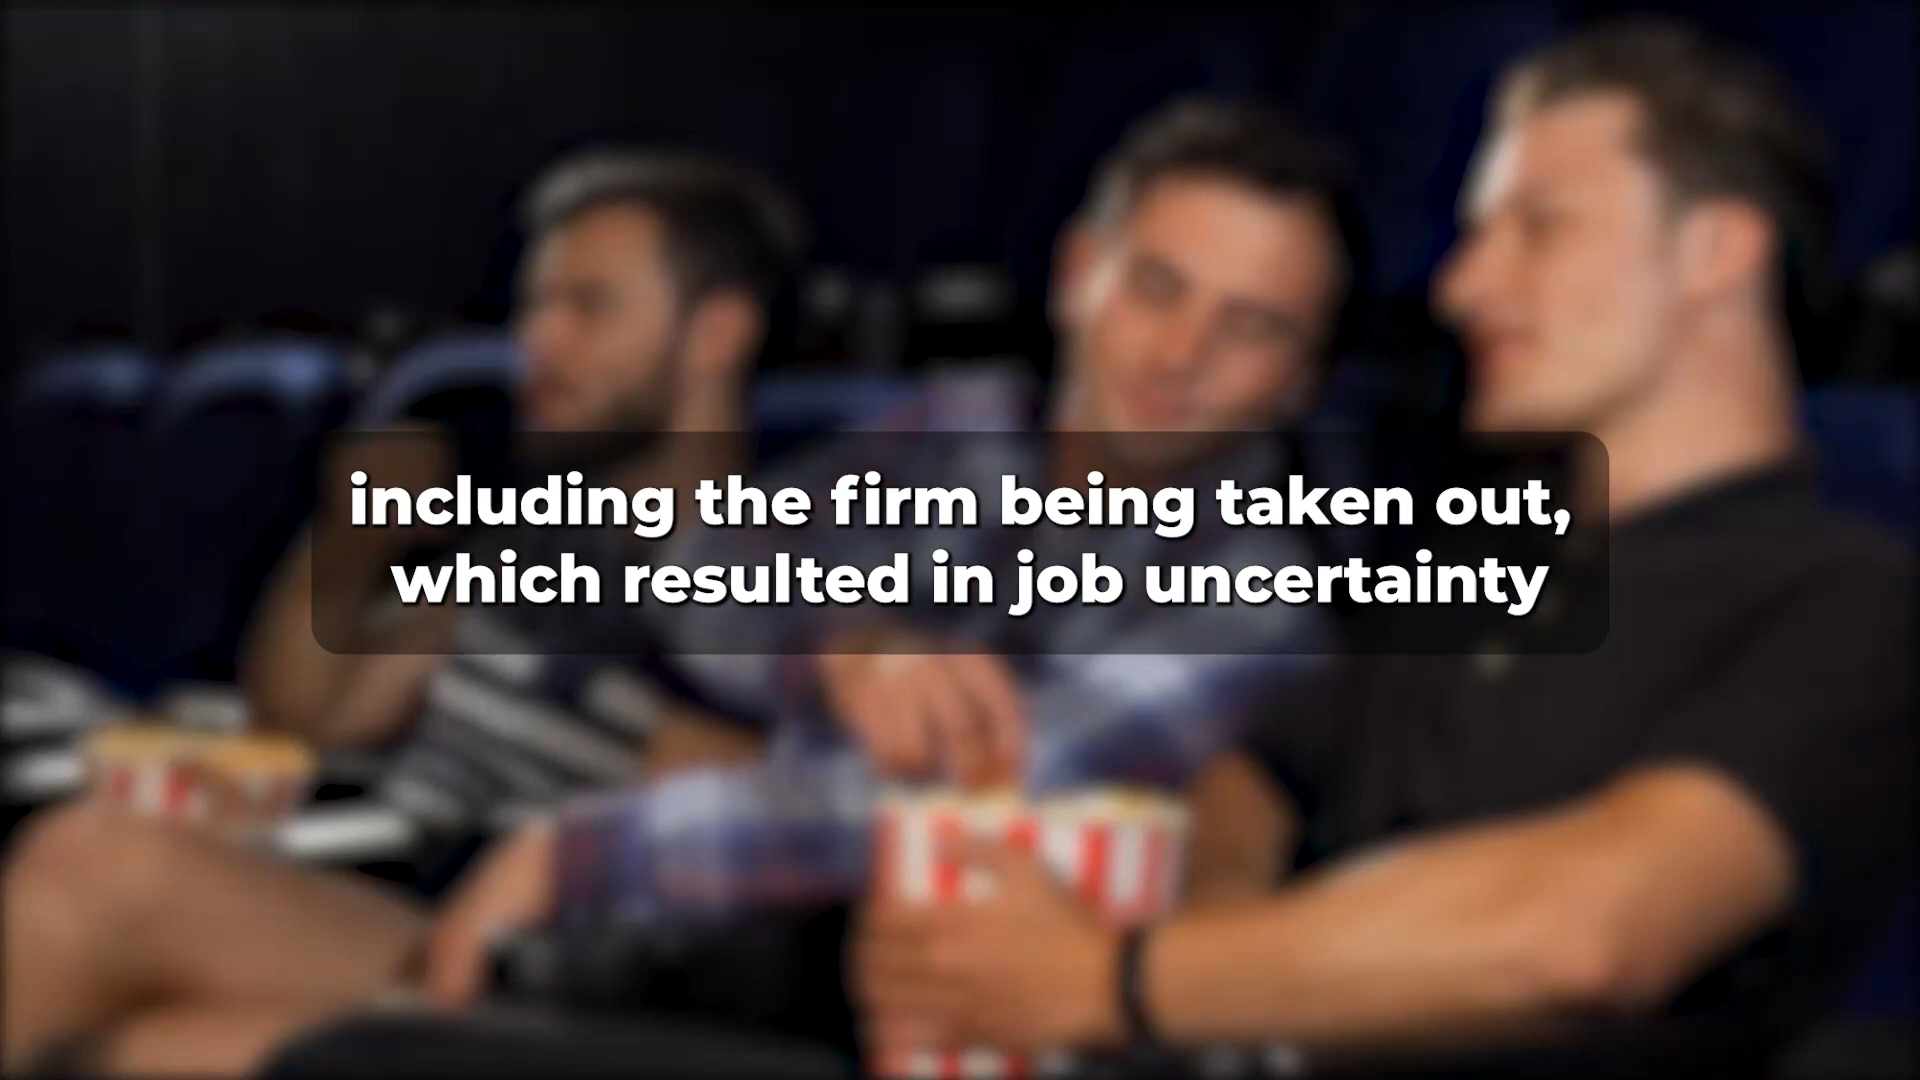 including the firm being taken out,
which resulted in job uncertainty